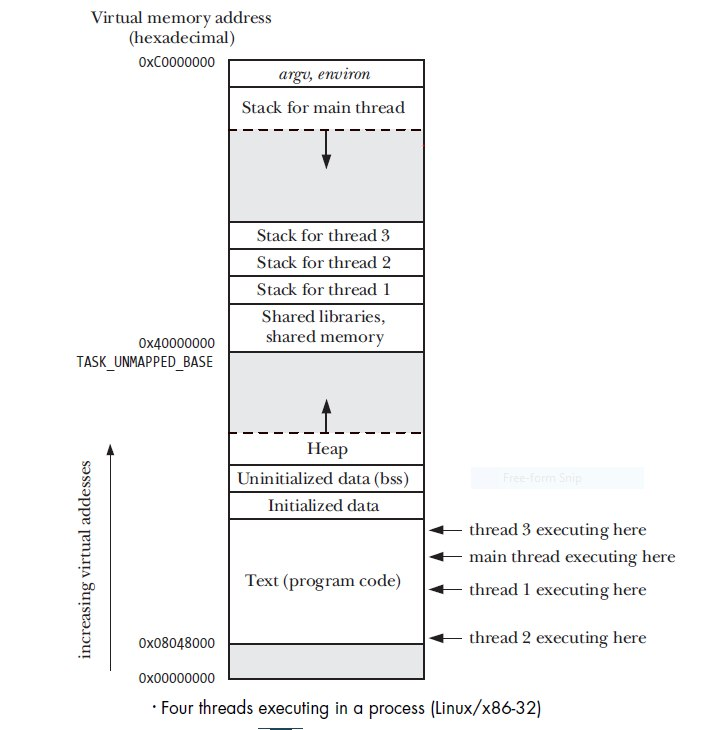 Virtual memory address
(hexadecimal)
0xC0000000
argv, environ
Stack for main thread
Stack for thread 3
Stack for thread 2
Stack for thread 1
Shared libraries,
shared memory
0x40000000
TASK_UNMAPPED_BASE
Heap
Uninitialized data (bss)
Free-form Snip
Initialized data
increasing virtual addesses
thread 3 executing here
main thread executing here
Text (program code)
thread 1 executing here
thread 2 executing here
0x08048000
0x00000000
· Four threads executing in a process (Linux/x86-32)